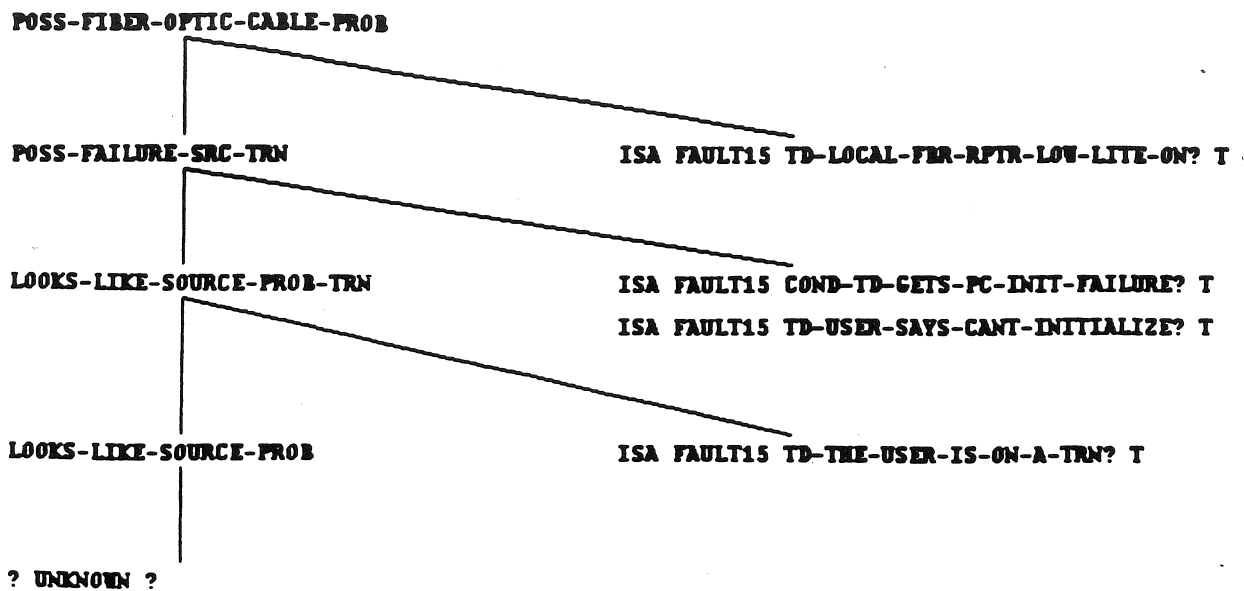 POSS-FIBER-OPTIC-CABLE-PROB
POSS-FAILURE-SRC-TRN ISA FAULT15 TD-LOCAL-FBR-RPTR-LOW-LITE-ON? T
LOOKS-LIKE-SOURCE-PROB-TRN ISA FAULT15 COND-TD-GETS-PC-INIT-FAILURE? T
ISA FAULT15 TD-USER-SAYS-CANT-INITIALIZE? T
LOOKS-LIKE-SOURCE-PROB ISA FAULT15 TD-THE-USER-IS-ON-A-TRN? T
? UNKNOWN ?